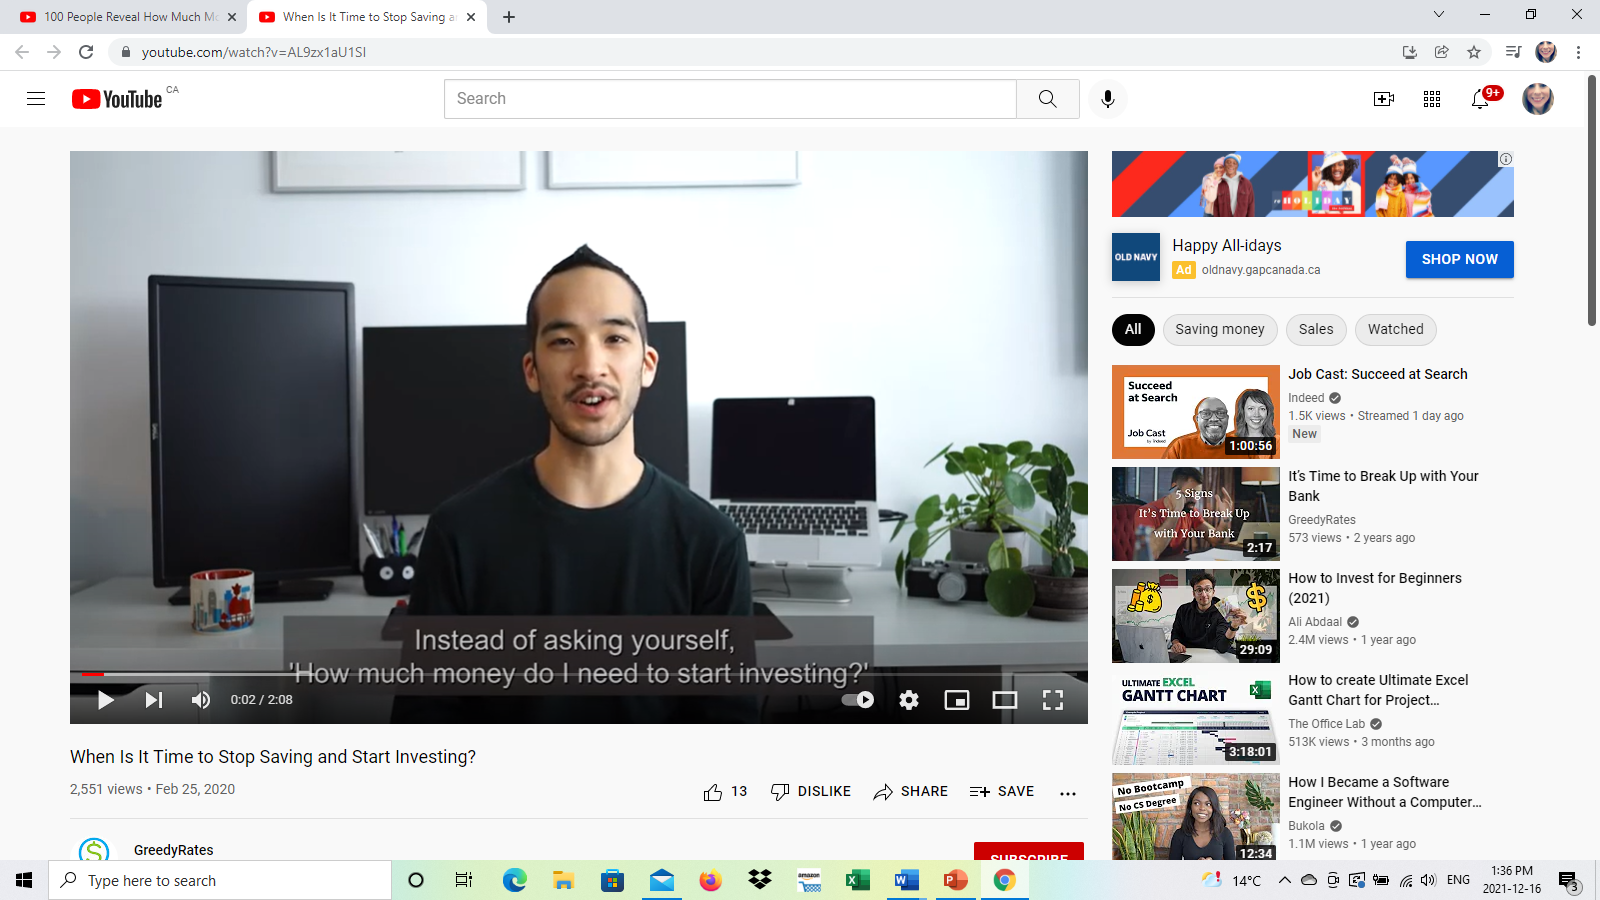 100 People Reveal How Much Mo
When Is It Time to Stop Saving a
youtube.com/watch?v=AL9zx1aU1SI
YouTube CA
Search
9+
Instead of asking yourself,
'How much money do I need to start investing?'
0:02 / 2:08
When Is It Time to Stop Saving and Start Investing?
2,551 views • Feb 25, 2020
13 DISLIKE SHARE SAVE
GreedyRates
SUBSCRIBE
HOLIDAY
OLD NAVY
Happy All-idays
Ad oldnavy.gapcanada.ca
SHOP NOW
All Saving money Sales Watched
Succeed
at Search
Job Cast
by indeed
1:00:56
Job Cast: Succeed at Search
Indeed
1.5K views • Streamed 1 day ago
New
5 Signs
It's Time to Break Up
with Your Bank
2:17
It's Time to Break Up with Your
Bank
GreedyRates
573 views • 2 years ago
29:09
How to Invest for Beginners
(2021)
Ali Abdaal
2.4M views • 1 year ago
ULTIMATE EXCEL
GANTT CHART
3:18:01
How to create Ultimate Excel
Gantt Chart for Project...
The Office Lab
513K views • 3 months ago
No Bootcamp
No CS Degree
12:34
How I Became a Software
Engineer Without a Computer...
Bukola
1.1M views • 1 year ago
Type here to search
amazon
14°C
ENG
1:36 PM
2021-12-16
3